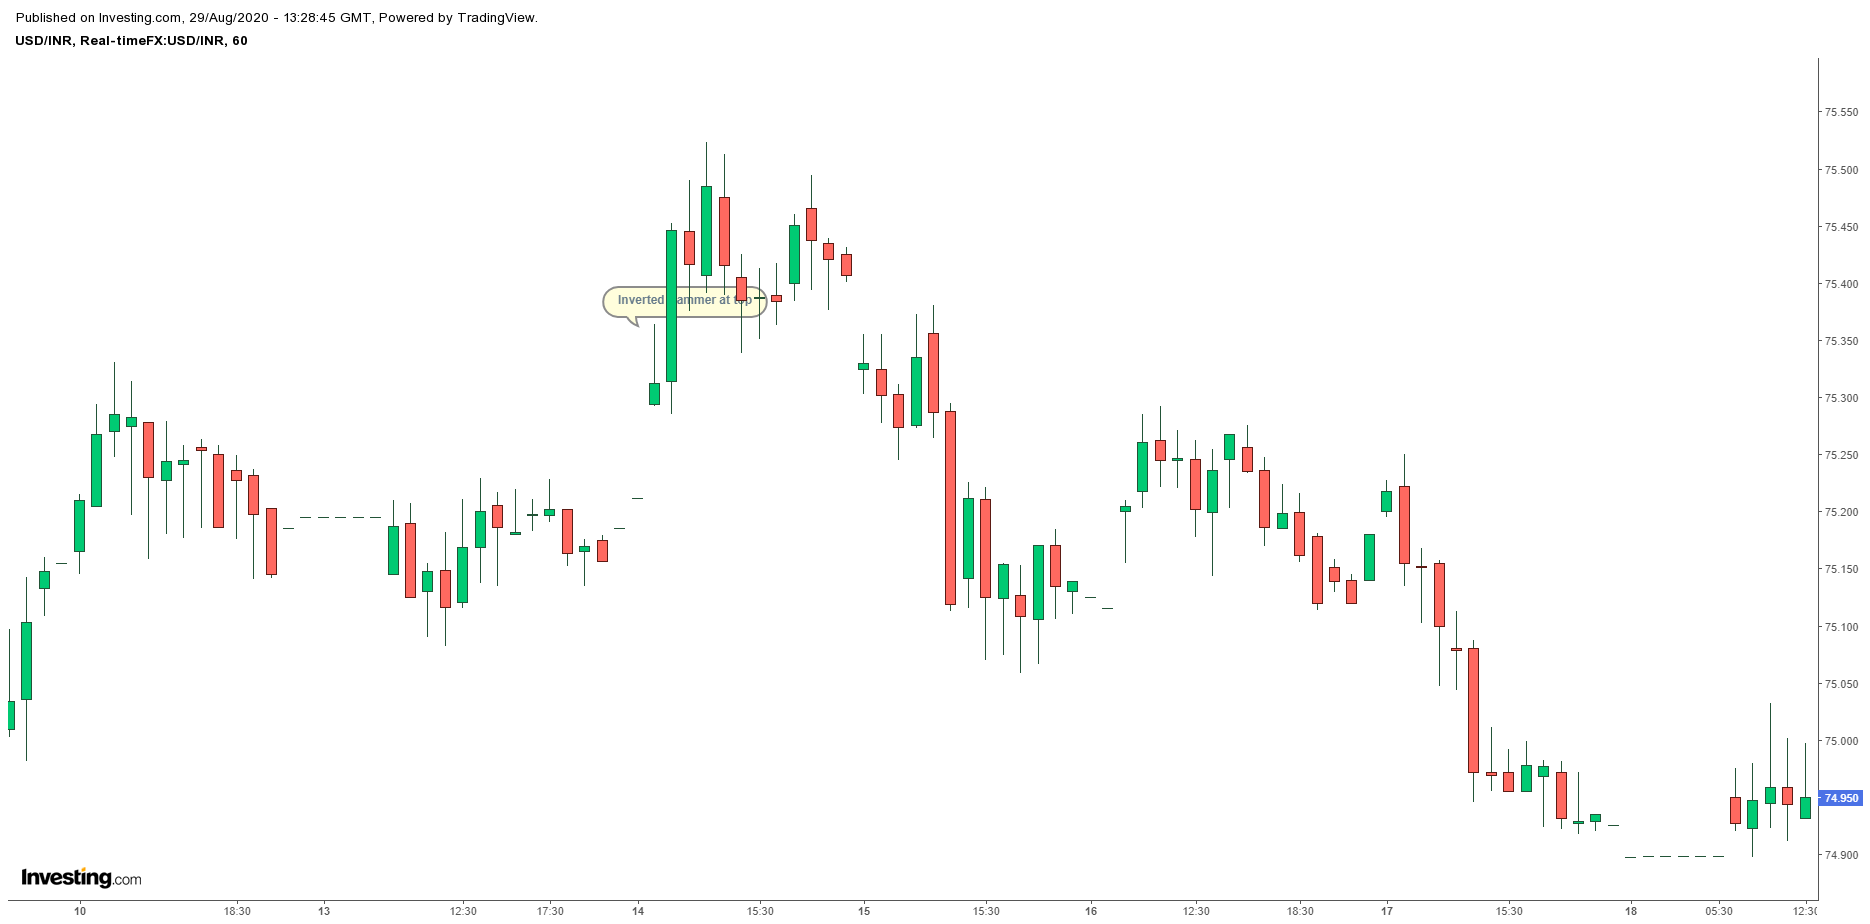 Published on Investing.com, 29/Aug/2020 - 13:28:45 GMT, Powered by TradingView.
USD/INR, Real-timeFX:USD/INR, 60
75.550
75.500
75.450
75.400
Inverted hammer at top
75.350
75.300
75.250
75.200
75.150
75.100
75.050
75.000
74.950
74.900
Investing.com
10 18:30 13 12:30 17:30 14 15:30 15 15:30 16 12:30 18:30 17 15:30 18 05:30 12:30